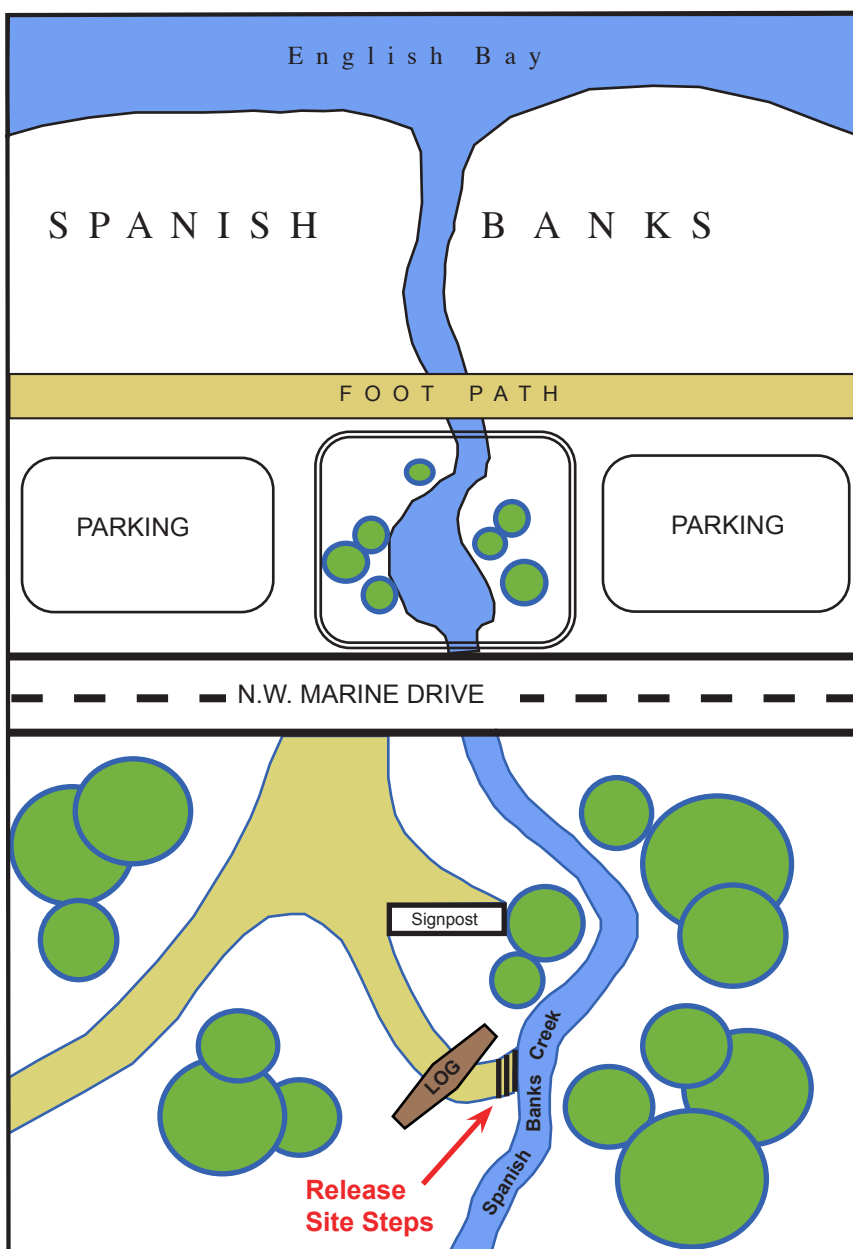 English Bay
SPANISH BANKS
FOOT PATH
PARKING
PARKING
N.W. MARINE DRIVE
Signpost
LOG
Spanish Banks Creek
Release
Site Steps